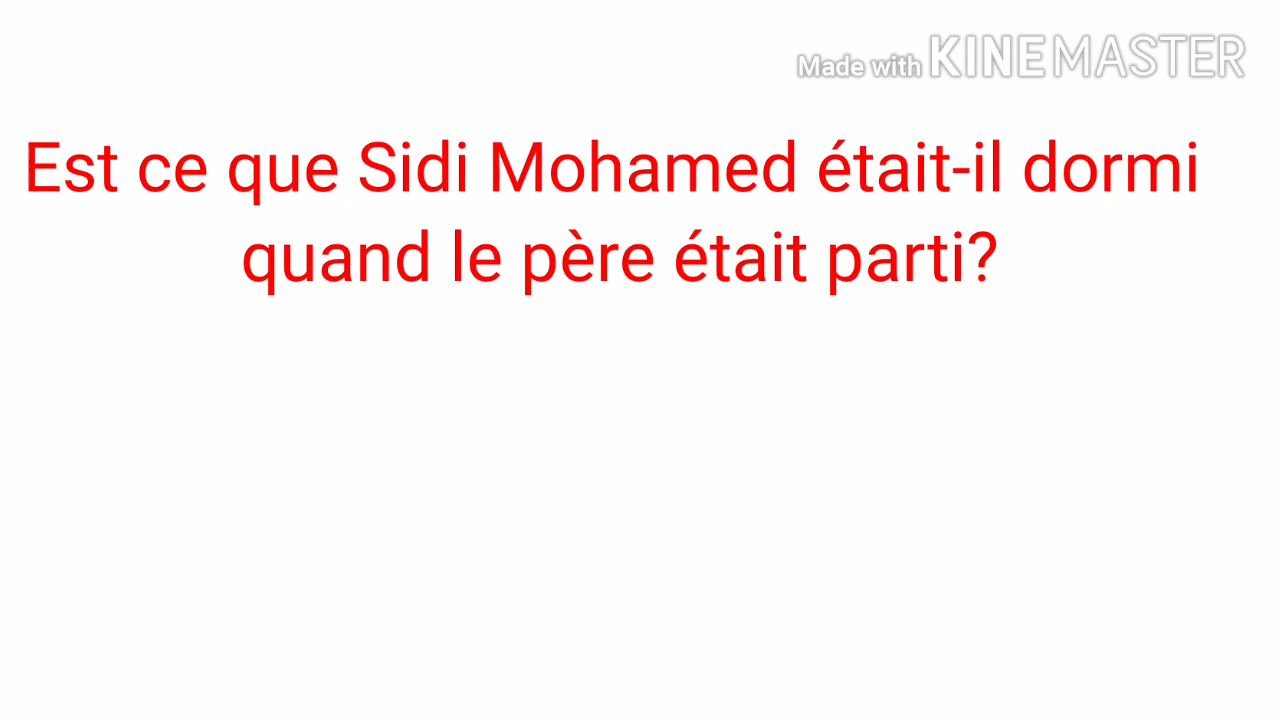 Made with KINEMASTER
Est ce que Sidi Mohamed était-il dormi
quand le père était parti?